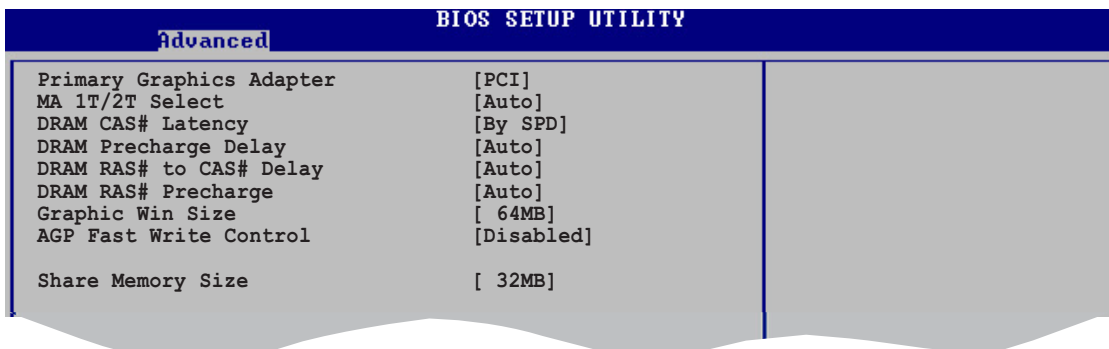 BIOS SETUP UTILITY
Advanced
Primary Graphics Adapter [PCI]
MA 1T/2T Select [Auto]
DRAM CAS# Latency [By SPD]
DRAM Precharge Delay [Auto]
DRAM RAS# to CAS# Delay [Auto]
DRAM RAS# Precharge [Auto]
Graphic Win Size [ 64MB]
AGP Fast Write Control [Disabled]
Share Memory Size [ 32MB]